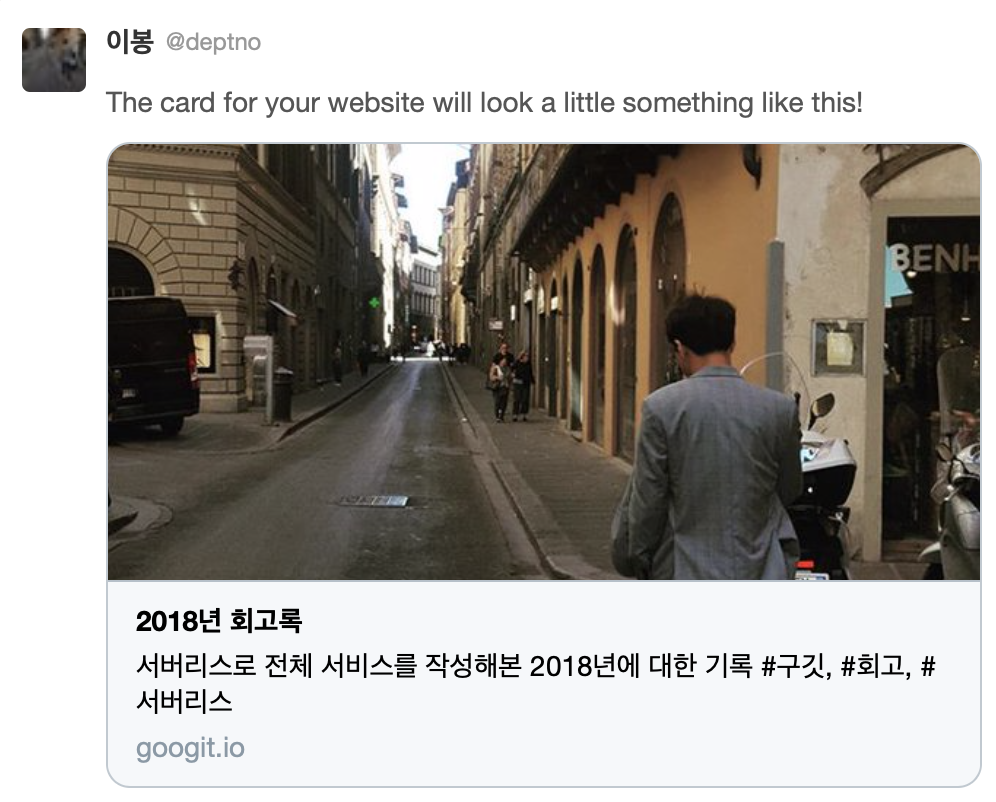 이봉 @deptno
The card for your website will look a little something like this!
BENH
2018년 회고록
서버리스로 전체 서비스를 작성해본 2018년에 대한 기록 #구깃, #회고, #
서버리스
googit.io